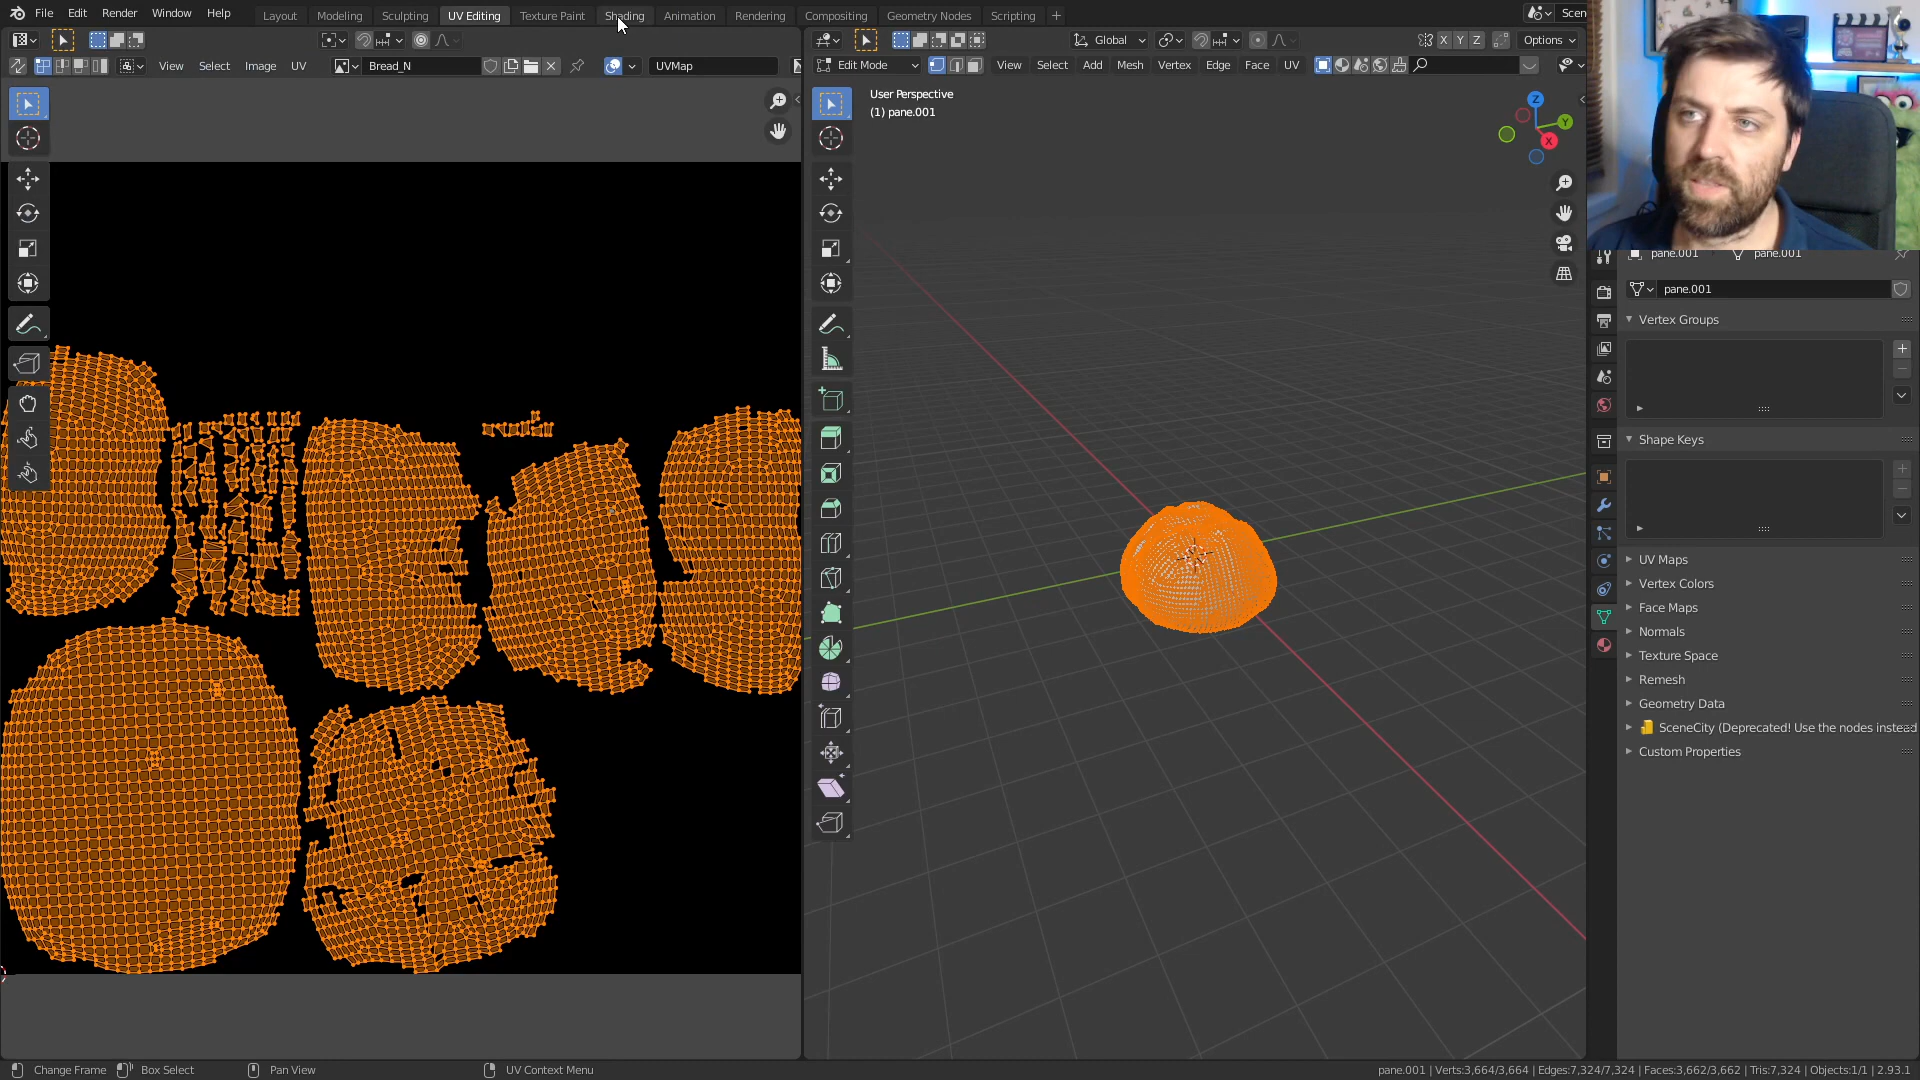 File Edit Render Window Help Layout Modeling Sculpting UV Editing Texture Paint Shading Animation Rendering Compositing Geometry Nodes Scripting + Scen
Global X Y Z Options
View Select Image UV Bread_N UVMap Edit Mode View Select Add Mesh Vertex Edge Face UV
User Perspective
(1) pane.001
Z
Y
X
pane.001 pane.001
pane.001
Vertex Groups
Shape Keys
UV Maps
Vertex Colors
Face Maps
Normals
Texture Space
Remesh
Geometry Data
SceneCity (Deprecated! Use the nodes instead
Custom Properties
Change Frame Box Select Pan View UV Context Menu pane.001 | Verts:3,664/3,664 | Edges:7,324/7,324 | Faces:3,662/3,662 | Tris:7,324 | Objects:1/1 | 2.93.1